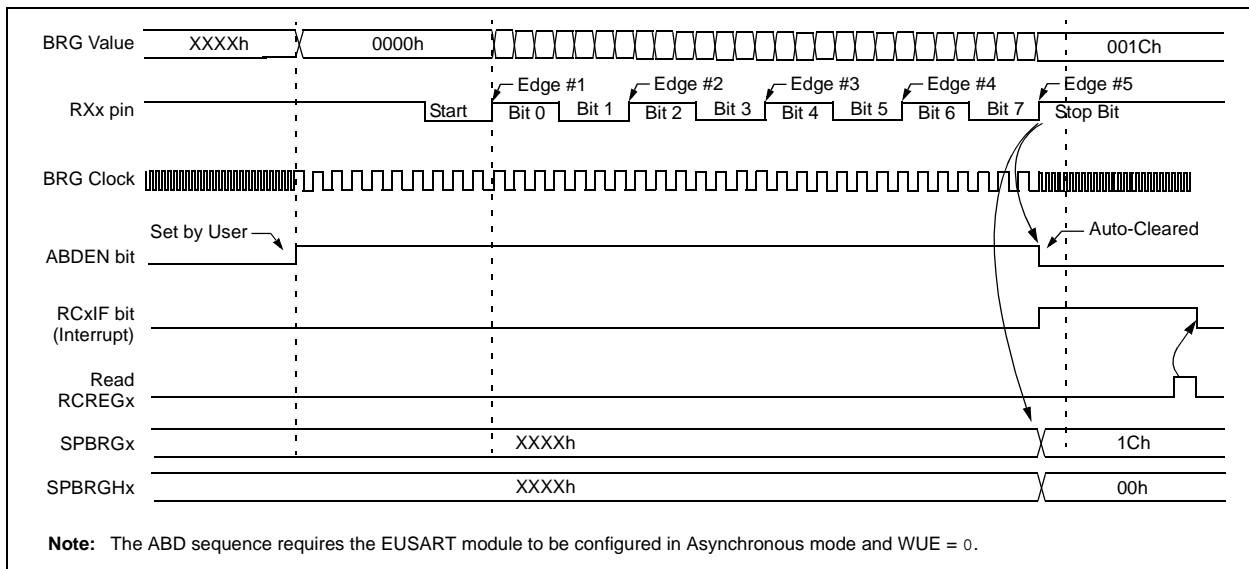 BRG Value
XXXXh
0000h
001Ch
RXx pin
Start
Edge #1
Bit 0
Bit 1
Edge #2
Bit 2
Bit 3
Edge #3
Bit 4
Bit 5
Edge #4
Bit 6
Bit 7
Edge #5
Stop Bit
BRG Clock
Set by User
Auto-Cleared
ABDEN bit
RCxIF bit
(Interrupt)
Read
RCREGx
SPBRGx
XXXXh
1Ch
SPBRGHx
XXXXh
00h
Note: The ABD sequence requires the EUSART module to be configured in Asynchronous mode and WUE = 0.